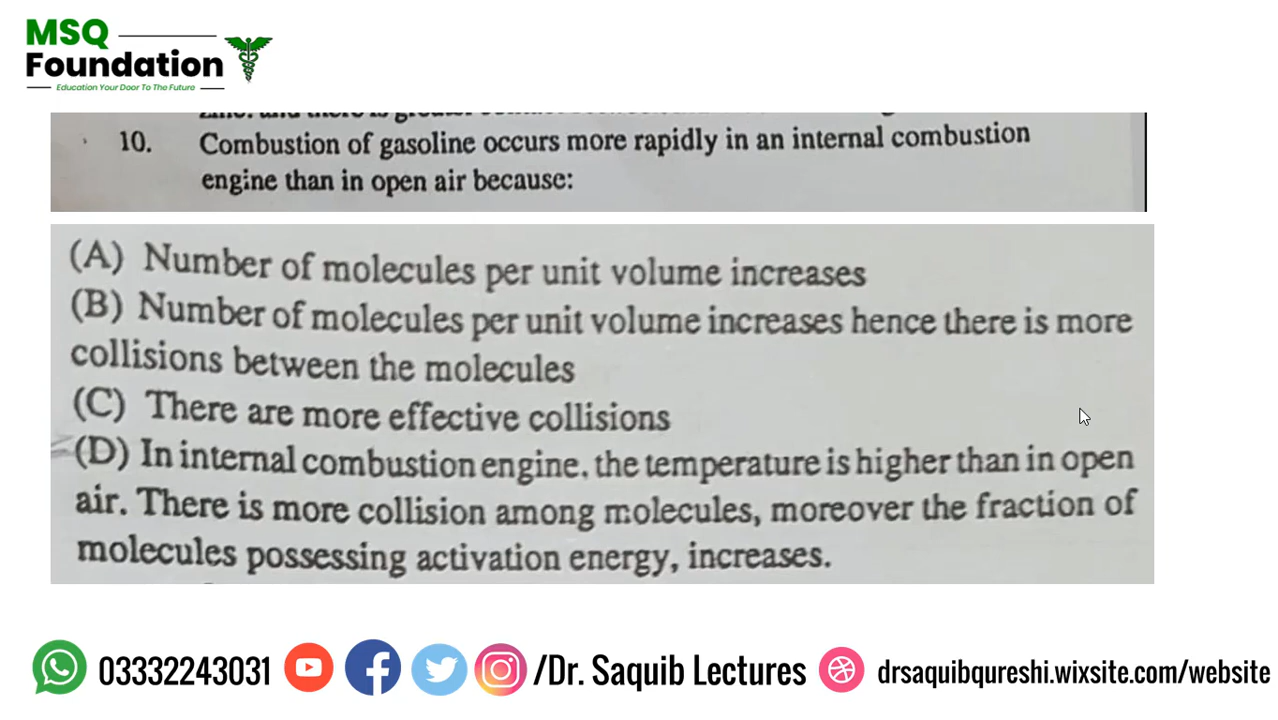 MSQ
Foundation
Education Your Door To The Future
10. Combustion of gasoline occurs more rapidly in an internal combustion
engine than in open air because:
(A) Number of molecules per unit volume increases
(B) Number of molecules per unit volume increases hence there is more
collisions between the molecules
(C) There are more effective collisions
(D) In internal combustion engine, the temperature is higher than in open
air. There is more collision among molecules, moreover the fraction of
molecules possessing activation energy, increases.
03332243031 /Dr. Saquib Lectures drsaquibqureshi.wixsite.com/website